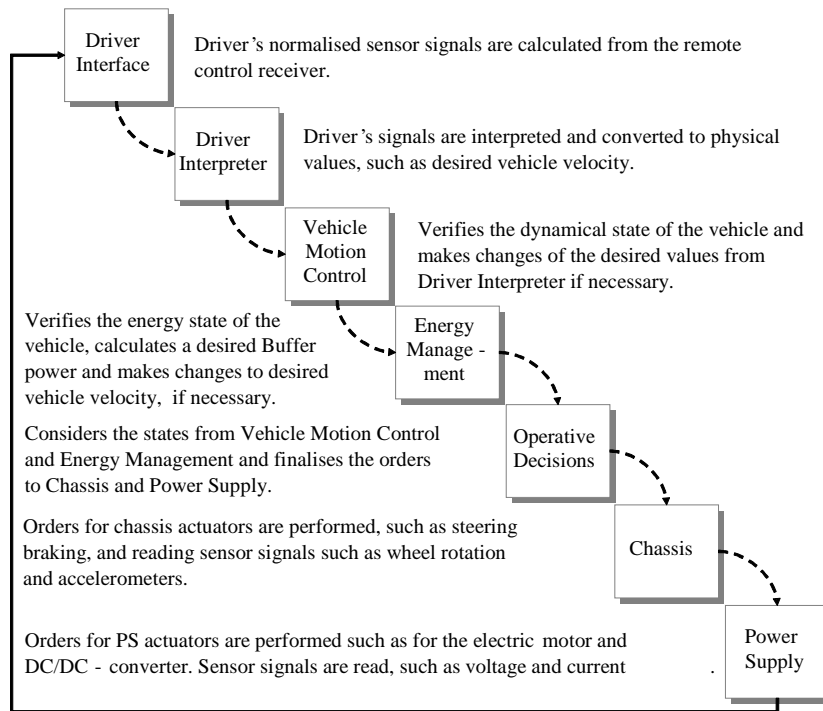 Driver
Interface
Driver’s normalised sensor signals are calculated from the remote
control receiver.
Driver
Interpreter
Driver’s signals are interpreted and converted to physical
values, such as desired vehicle velocity.
Vehicle
Motion
Control
Verifies the dynamical state of the vehicle and
makes changes of the desired values from
Driver Interpreter if necessary.
Verifies the energy state of the
vehicle, calculates a desired Buffer
power and makes changes to desired
vehicle velocity, if necessary.
Energy
Manage -
ment
Considers the states from Vehicle Motion Control
and Energy Management and finalises the orders
to Chassis and Power Supply.
Operative
Decisions
Orders for chassis actuators are performed, such as steering
braking, and reading sensor signals such as wheel rotation
and accelerometers.
Chassis
Orders for PS actuators are performed such as for the electric motor and
DC/DC - converter. Sensor signals are read, such as voltage and current .
Power
Supply